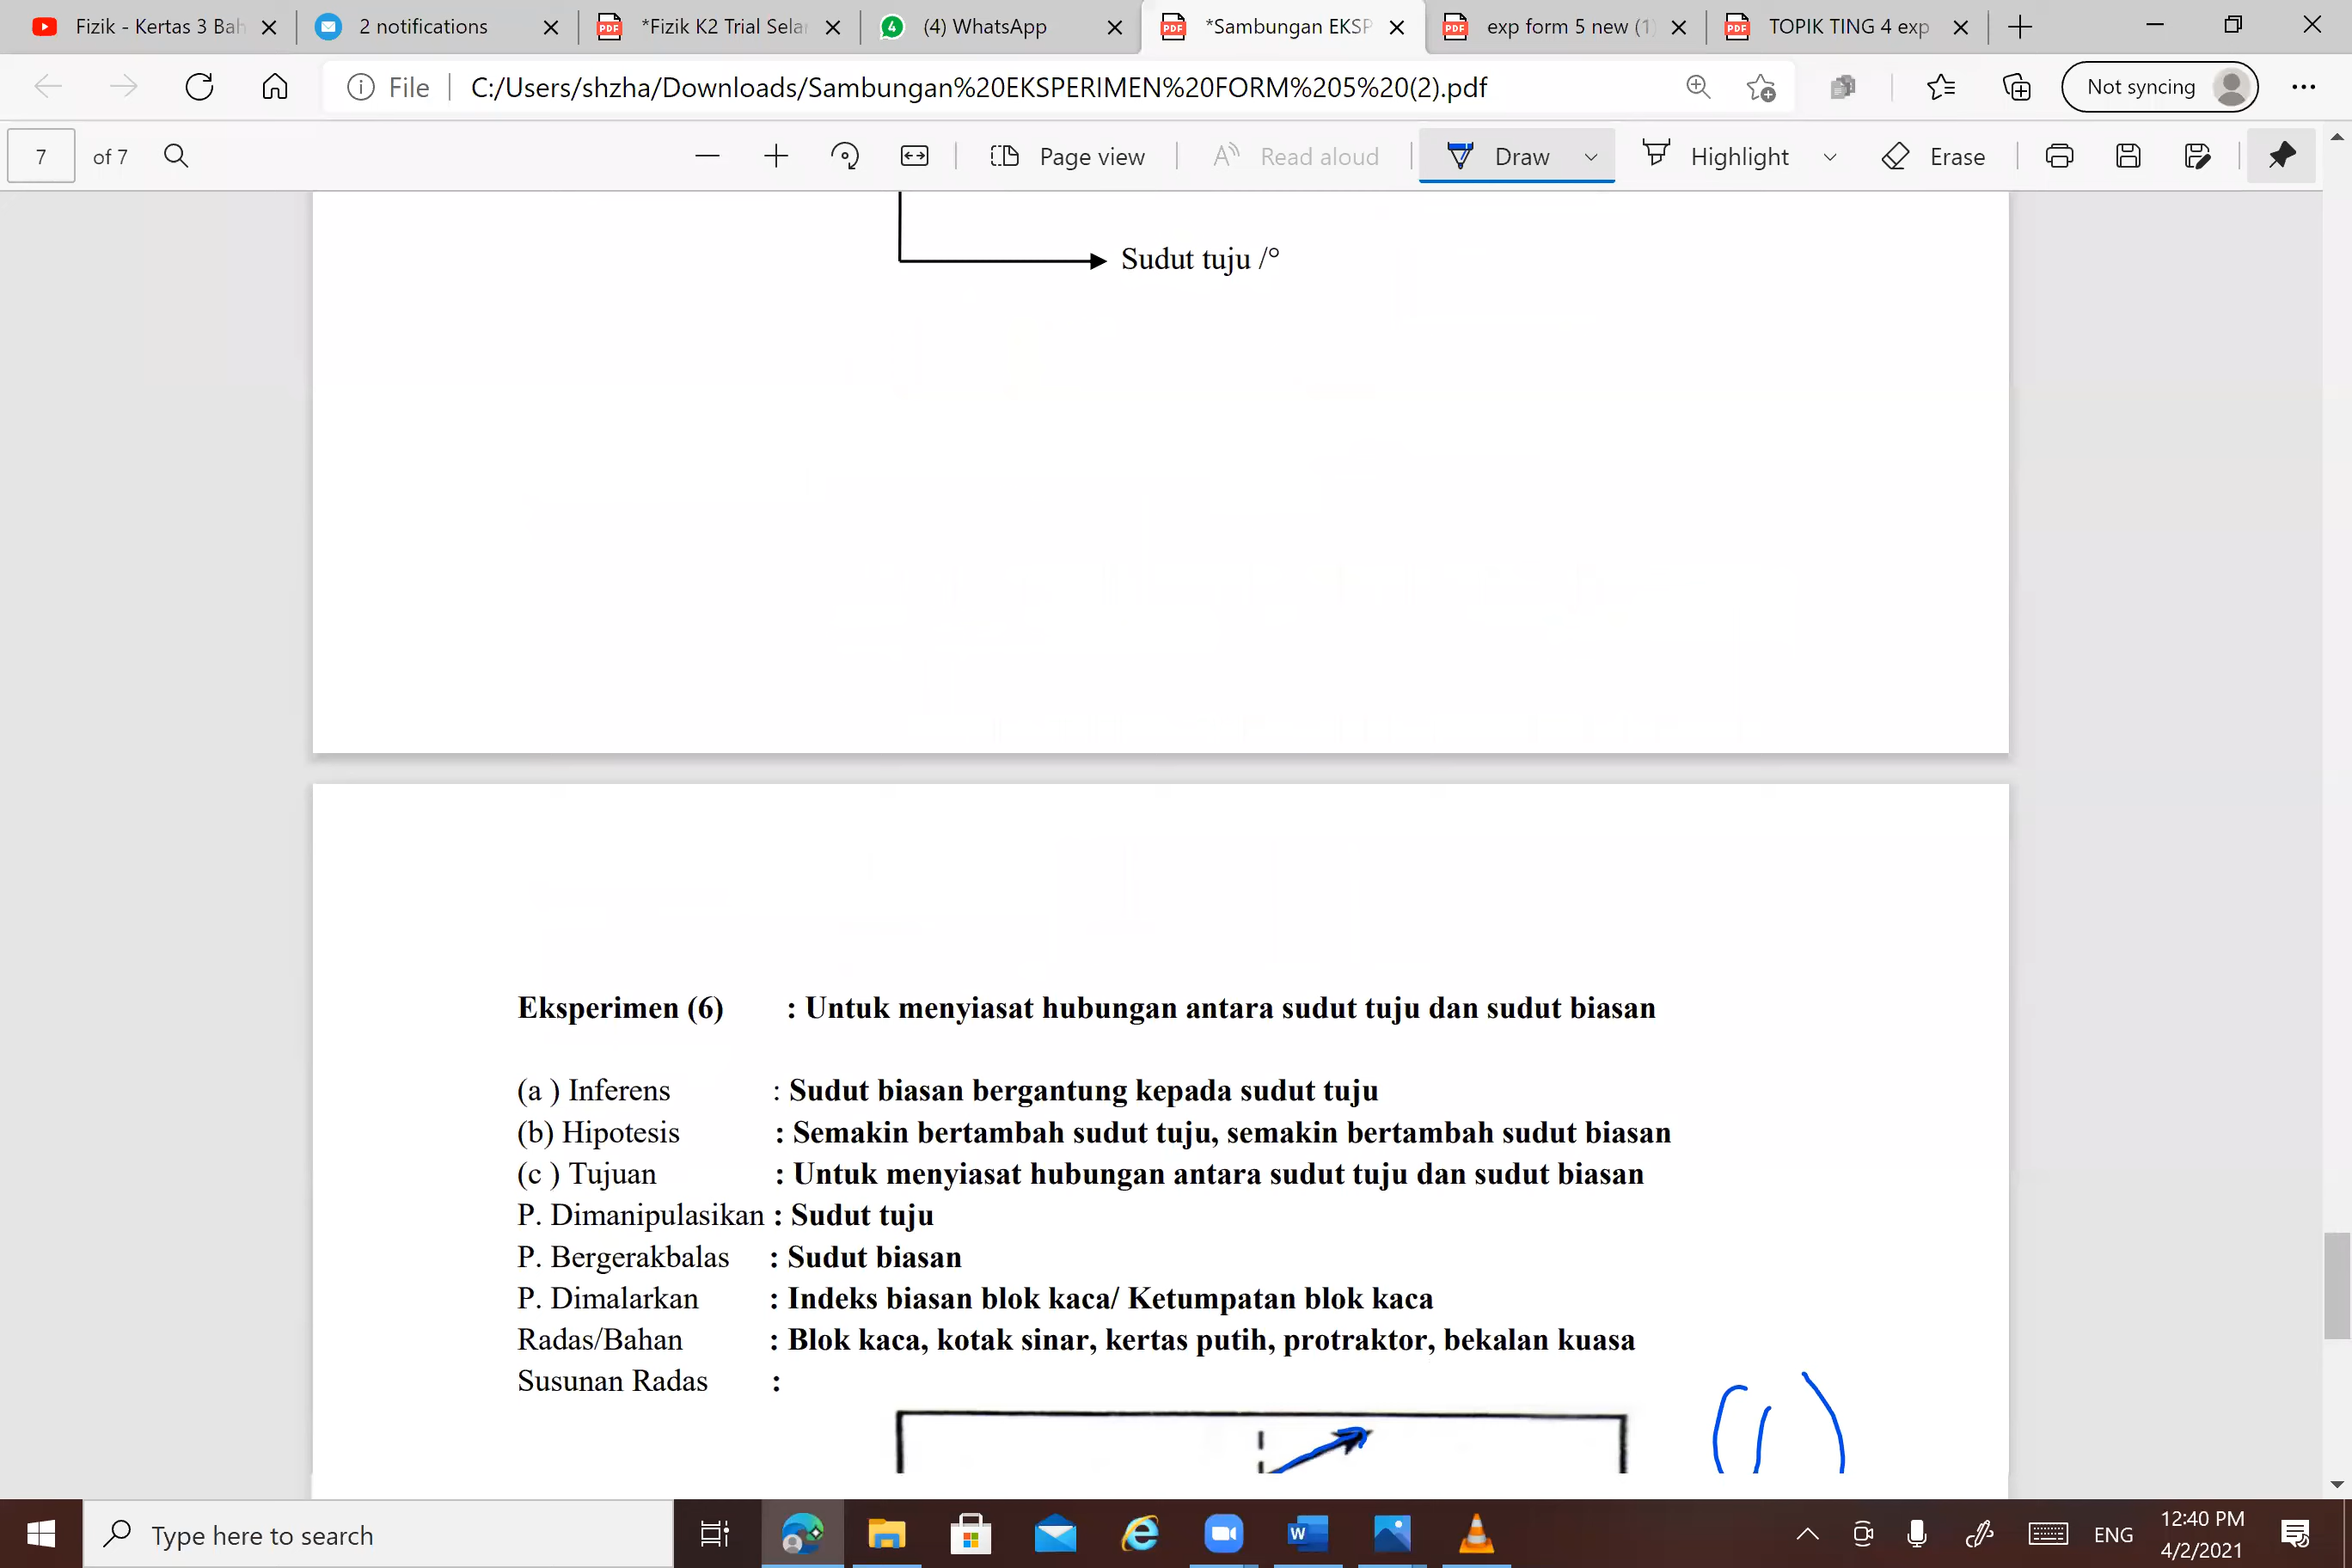 Fizik - Kertas 3 Bah
2 notifications
*Fizik K2 Trial Sela
4
(4) WhatsApp
*Sambungan EKSP
exp form 5 new (1)
TOPIK TING 4 exp
File
C:/Users/shzha/Downloads/Sambungan%20EKSPERIMEN%20FORM%205%20(2).pdf
Not syncing
7 of 7
Page view
Read aloud
Draw
Highlight
Erase
Sudut tuju /°
Eksperimen (6) : Untuk menyiasat hubungan antara sudut tuju dan sudut biasan
(a ) Inferens : Sudut biasan bergantung kepada sudut tuju
(b) Hipotesis : Semakin bertambah sudut tuju, semakin bertambah sudut biasan
(c ) Tujuan : Untuk menyiasat hubungan antara sudut tuju dan sudut biasan
P. Dimanipulasikan : Sudut tuju
P. Bergerakbalas : Sudut biasan
P. Dimalarkan : Indeks biasan blok kaca/ Ketumpatan blok kaca
Radas/Bahan : Blok kaca, kotak sinar, kertas putih, protraktor, bekalan kuasa
Susunan Radas :
Type here to search
ENG
12:40 PM
4/2/2021